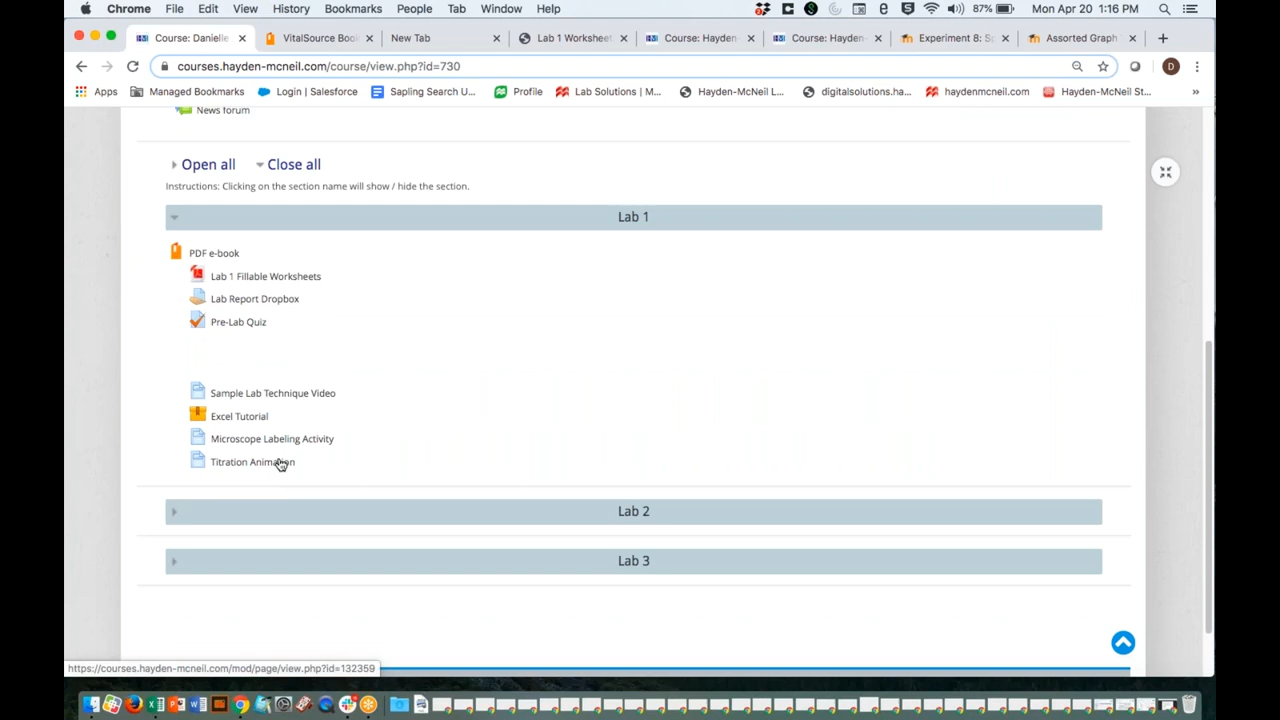 Chrome File Edit View History Bookmarks People Tab Window Help 87% Mon Apr 20 1:16 PM
Course: Danielle VitalSource Boo New Tab Lab 1 Worksheet Course: Hayden- Course: Hayden- Experiment 8: S Assorted Graph
courses.hayden-mcneil.com/course/view.php?id=730 D
Apps Managed Bookmarks Login | Salesforce Sapling Search U... Profile Lab Solutions | M... Hayden-McNeil L... digitalsolutions.ha... haydenmcneil.com Hayden-McNeil St... »
News forum
Open all Close all
Instructions: Clicking on the section name will show / hide the section.
Lab 1
PDF e-book
Lab 1 Fillable Worksheets
Lab Report Dropbox
Pre-Lab Quiz
Sample Lab Technique Video
Excel Tutorial
Microscope Labeling Activity
Titration Animation
Lab 2
Lab 3
https://courses.hayden-mcneil.com/mod/page/view.php?id=132359